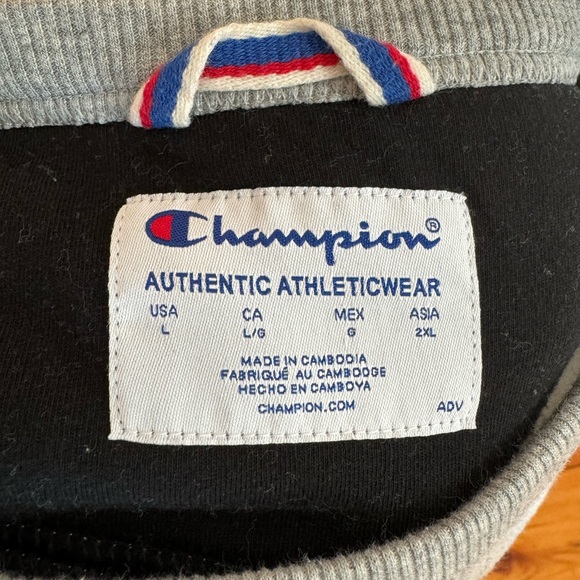 Champion®
AUTHENTIC ATHLETICWEAR
USA CA MEX ASIA
L L/G G 2XL
MADE IN CAMBODIA
FABRIQUÉ AU CAMBODGE
HECHO EN CAMBOYA
CHAMPION.COM ADV